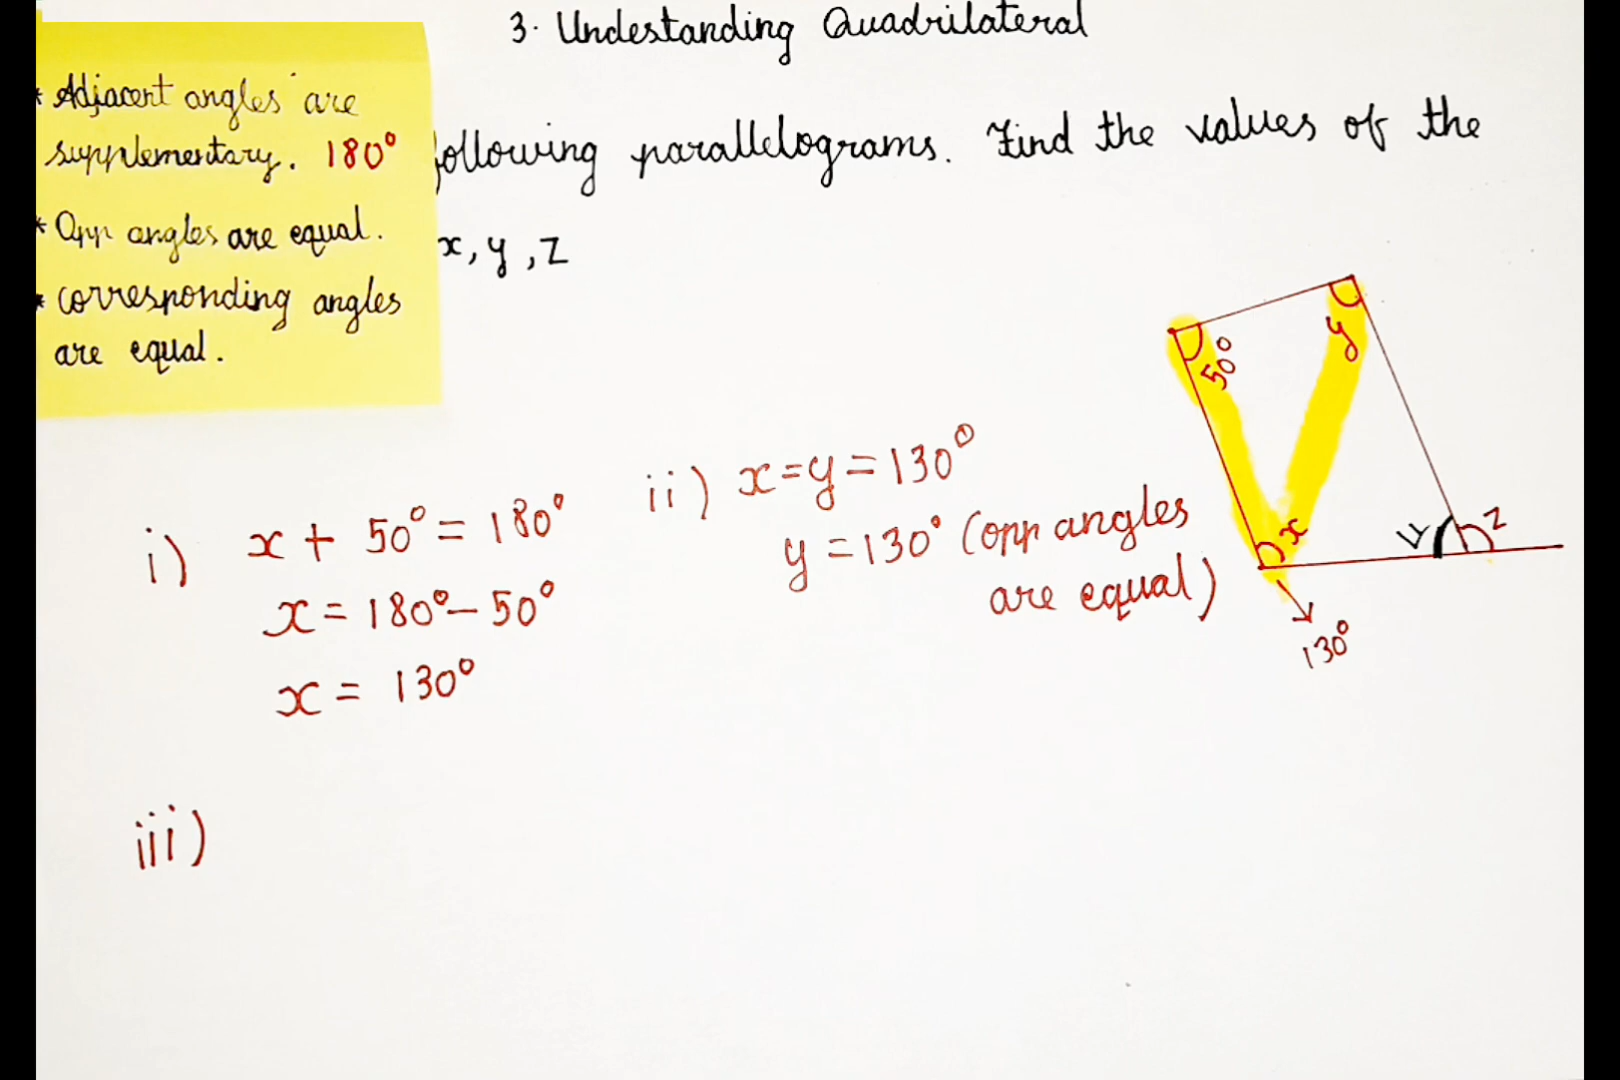 3. Undestanding Quadrilateral
* Adjacent angles are
supplementary. 180°
* Opp angles are equal.
* corresponding angles
are equal.
following parallelograms. Find the values of the
x, y, z
50°
y
x
z
130°
i) x + 50° = 180°
x = 180° - 50°
x = 130°
ii) x = y = 130°
y = 130° (opp angles
are equal)
iii)